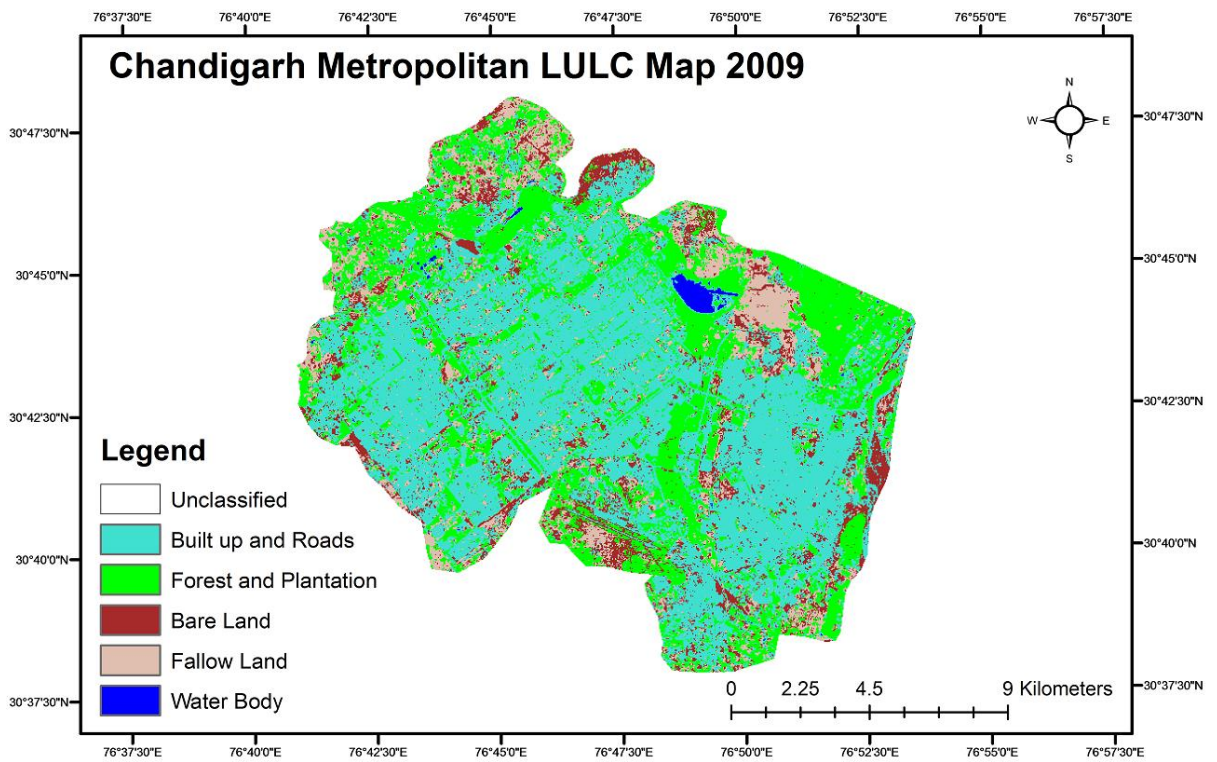 76°37'30"E 76°40'0"E 76°42'30"E 76°45'0"E 76°47'30"E 76°50'0"E 76°52'30"E 76°55'0"E 76°57'30"E
Chandigarh Metropolitan LULC Map 2009
N
W E
S
30°47'30"N 30°47'30"N
30°45'0"N 30°45'0"N
30°42'30"N 30°42'30"N
Legend
Unclassified
Built up and Roads
30°40'0"N 30°40'0"N
Forest and Plantation
Bare Land
Fallow Land
Water Body
0 2.25 4.5 9 Kilometers
30°37'30"N 30°37'30"N
76°37'30"E 76°40'0"E 76°42'30"E 76°45'0"E 76°47'30"E 76°50'0"E 76°52'30"E 76°55'0"E 76°57'30"E